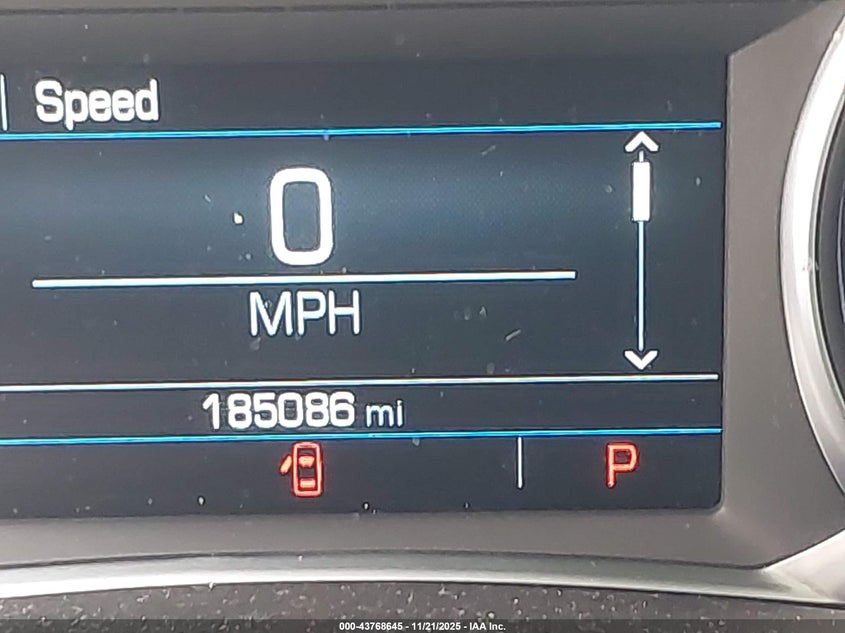 Speed
0
MPH
185086 mi
P
000-43768645 - 11/21/2025 - IAA Inc.